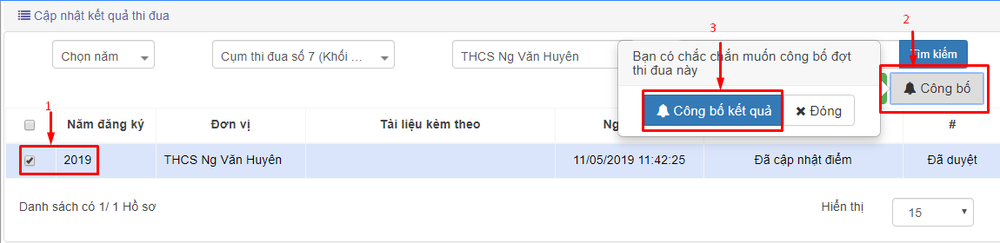 Cập nhật kết quả thi đua
2
3
Chọn năm
Cụm thi đua số 7 (Khối ...
THCS Ng Văn Huyên
Tìm kiếm
Bạn có chắc chắn muốn công bố đợt
thi đua này
Công bố
Công bố kết quả
Đóng
1
Năm đăng ký
Đơn vị
Tài liệu kèm theo
#
2019
THCS Ng Văn Huyên
11/05/2019 11:42:25
Đã cập nhật điểm
Đã duyệt
Danh sách có 1/ 1 Hồ sơ
Hiển thị
15